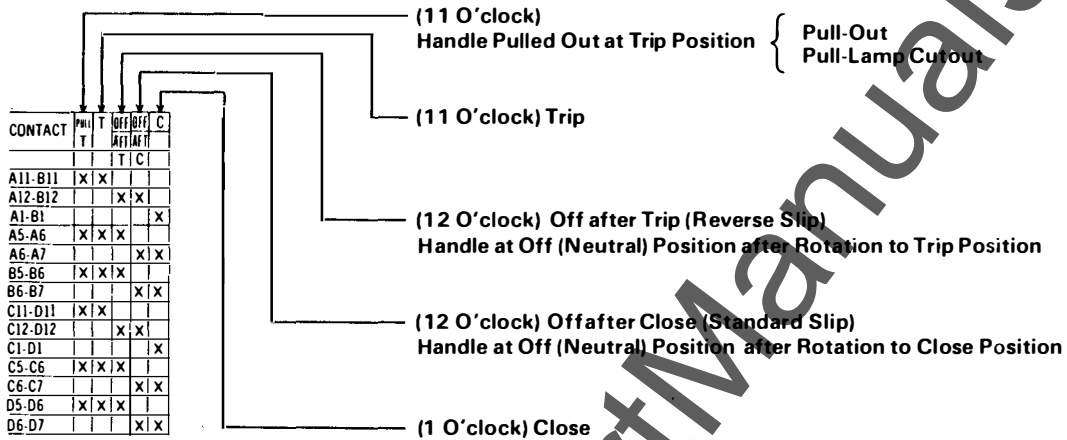 (11 O'clock)
Handle Pulled Out at Trip Position { Pull-Out
Pull-Lamp Cutout
(11 O'clock) Trip
(12 O'clock) Off after Trip (Reverse Slip)
Handle at Off (Neutral) Position after Rotation to Trip Position
(12 O'clock) Offafter Close (Standard Slip)
Handle at Off (Neutral) Position after Rotation to Close Position
(1 O'clock) Close
CONTACT PULL T OFF OFF C
T AFT AFT
T C
A11-B11 X X
A12-B12 X X
A1-B1 X
A5-A6 X X X
A6-A7 X X
B5-B6 X X X
B6-B7 X X
C11-D11 X X
C12-D12 X X
C1-D1 X
C5-C6 X X X
C6-C7 X X
D5-D6 X X X
D6-D7 X X